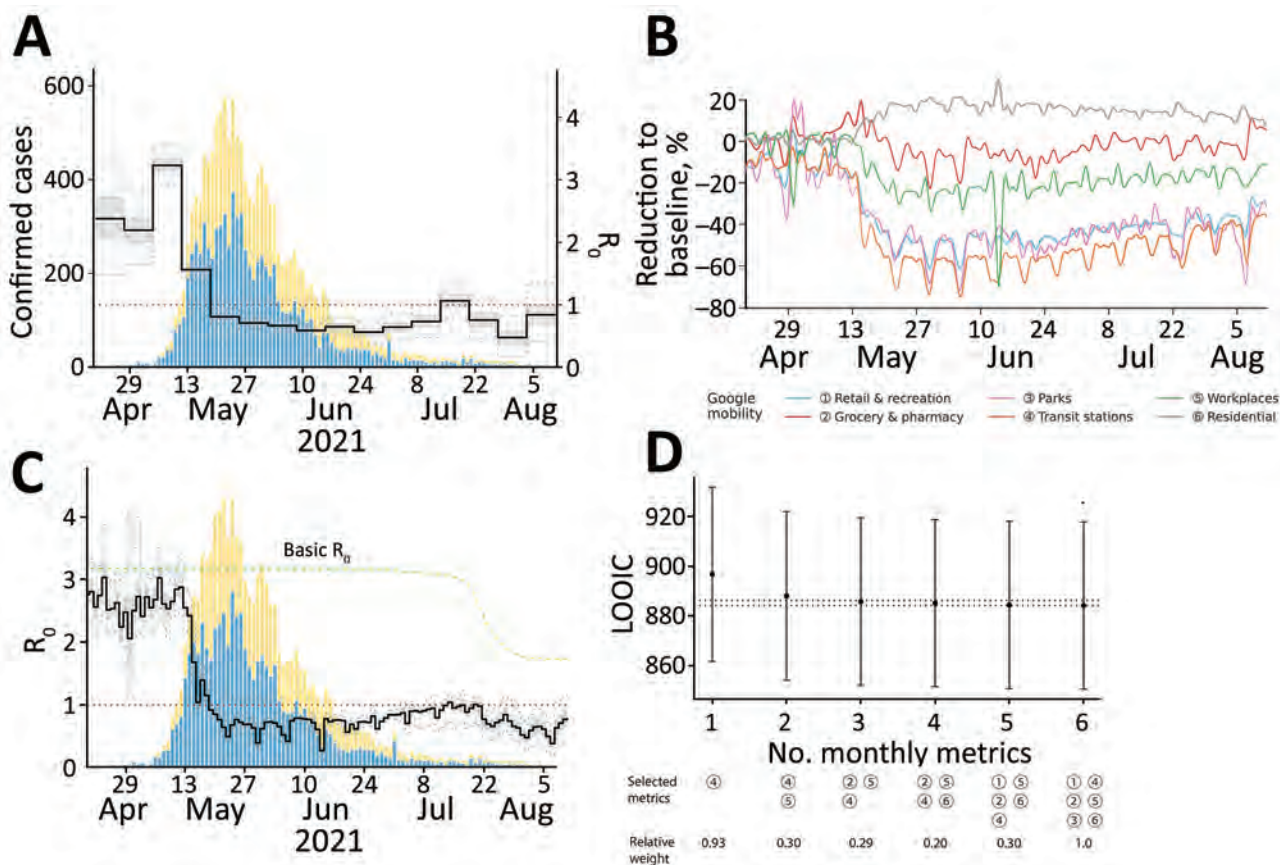 A
Confirmed cases
600
400
200
0
4
3
2
1
0
R₀
29 13 27 10 24 8 22 5
Apr May Jun Jul Aug
2021
B
Reduction to
baseline, %
20
0
−20
−40
−60
−80
29 13 27 10 24 8 22 5
Apr May Jun Jul Aug
Google
mobility
① Retail & recreation
② Grocery & pharmacy
③ Parks
④ Transit stations
⑤ Workplaces
⑥ Residential
C
R₀
4
3
2
1
0
Basic R₀
29 13 27 10 24 8 22 5
Apr May Jun Jul Aug
2021
D
LOOIC
920
900
880
860
1 2 3 4 5 6
No. monthly metrics
Selected
metrics
④ ④ ② ⑤ ② ⑤ ① ⑤ ① ④
⑤ ④ ④ ⑥ ② ⑥ ② ⑤
④ ③ ⑥
Relative
weight
0.93 0.30 0.29 0.20 0.30 1.0